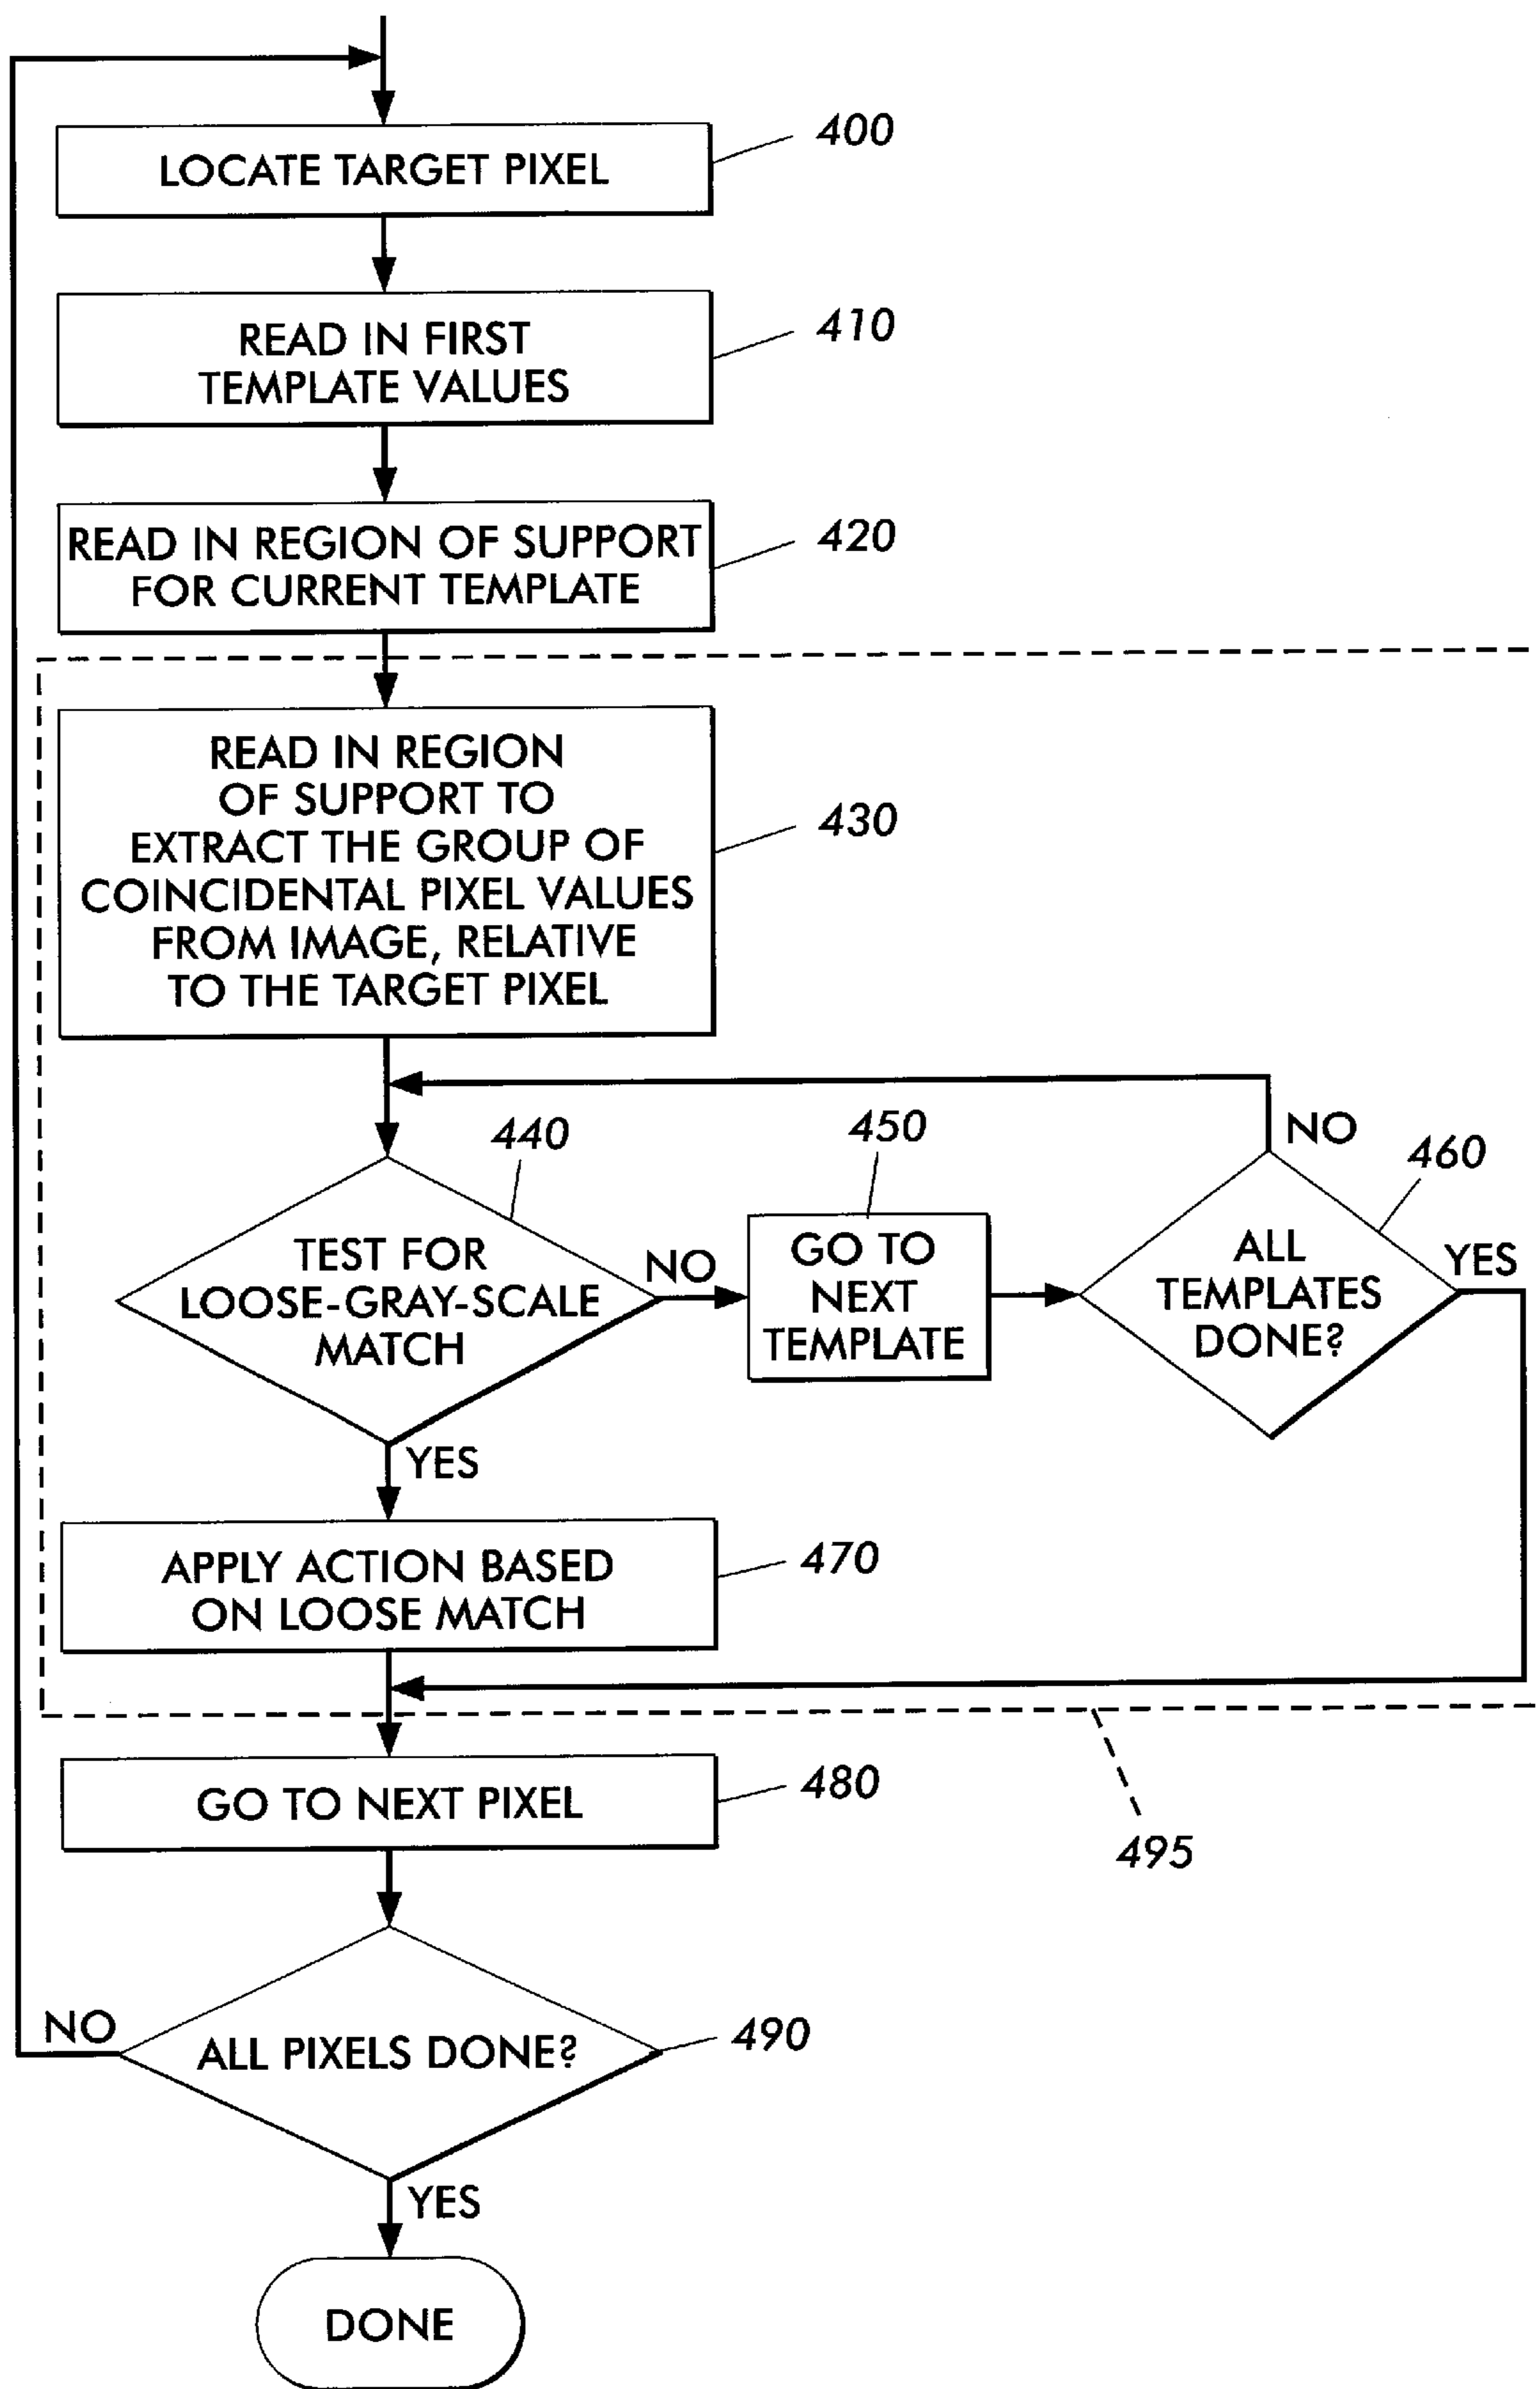 400
LOCATE TARGET PIXEL
410
READ IN FIRST
TEMPLATE VALUES
420
READ IN REGION OF SUPPORT
FOR CURRENT TEMPLATE
430
READ IN REGION
OF SUPPORT TO
EXTRACT THE GROUP OF
COINCIDENTAL PIXEL VALUES
FROM IMAGE, RELATIVE
TO THE TARGET PIXEL
440
TEST FOR
LOOSE-GRAY-SCALE
MATCH
NO
450
GO TO
NEXT
TEMPLATE
NO
460
ALL
TEMPLATES
DONE?
YES
YES
470
APPLY ACTION BASED
ON LOOSE MATCH
480
GO TO NEXT PIXEL
495
NO
490
ALL PIXELS DONE?
YES
DONE